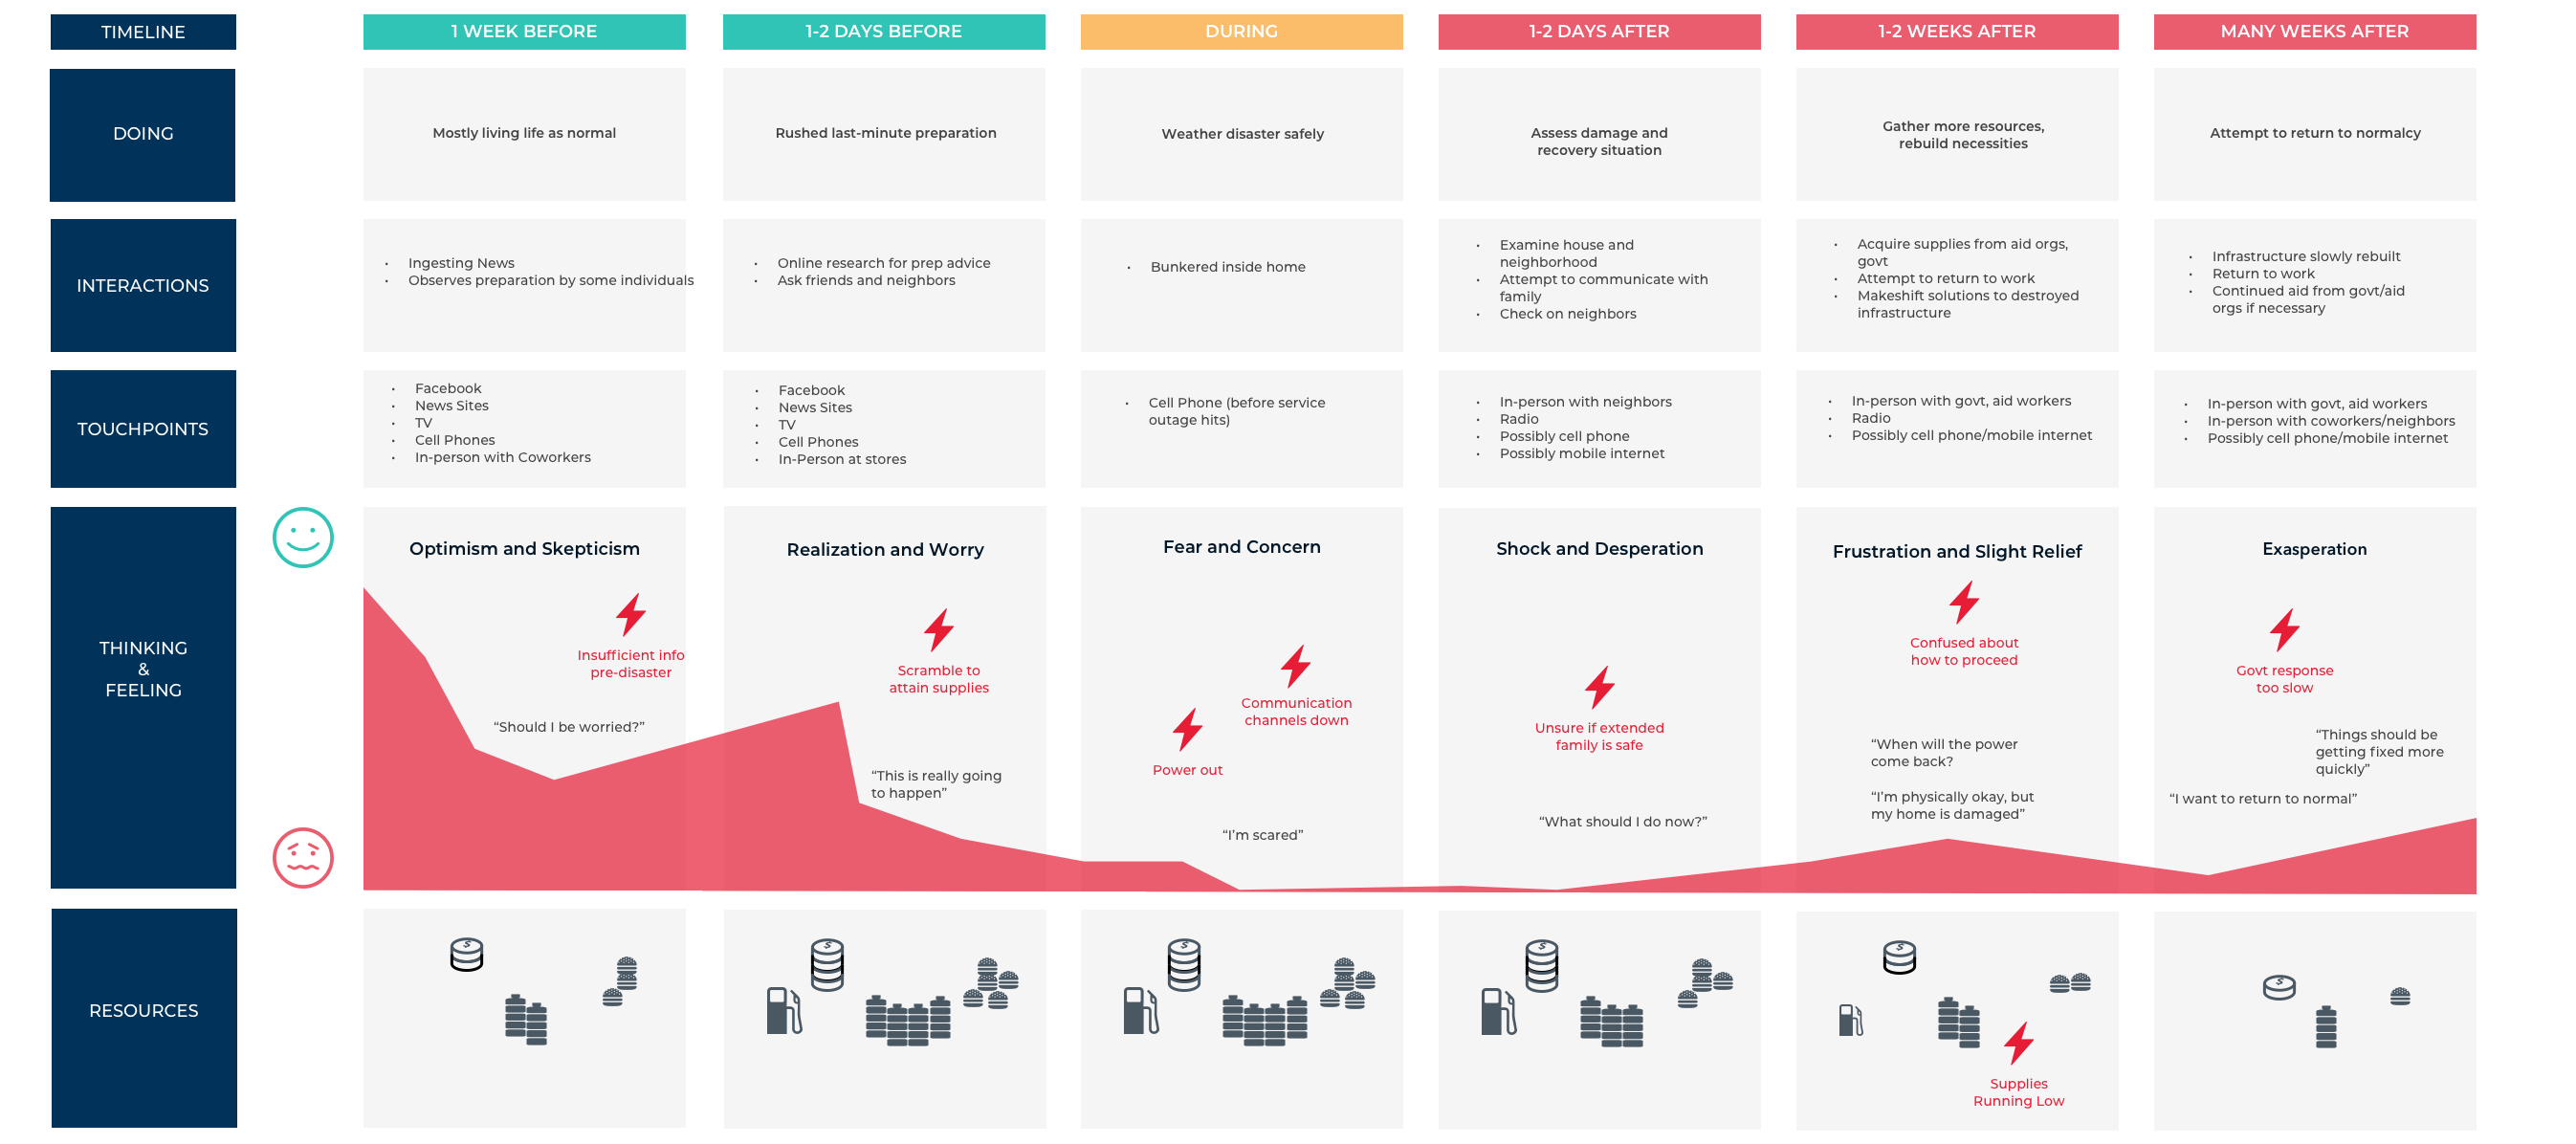 TIMELINE
1 WEEK BEFORE
1-2 DAYS BEFORE
DURING
1-2 DAYS AFTER
1-2 WEEKS AFTER
MANY WEEKS AFTER
DOING
Mostly living life as normal
Rushed last-minute preparation
Weather disaster safely
Assess damage and
recovery situation
Gather more resources,
rebuild necessities
Attempt to return to normalcy
INTERACTIONS
• Ingesting News
• Observes preparation by some individuals
• Online research for prep advice
• Ask friends and neighbors
• Bunkered inside home
• Examine house and
neighborhood
• Attempt to communicate with
family
• Check on neighbors
• Acquire supplies from aid orgs,
govt
• Attempt to return to work
• Makeshift solutions to destroyed
infrastructure
• Infrastructure slowly rebuilt
• Return to work
• Continued aid from govt/aid
orgs if necessary
TOUCHPOINTS
• Facebook
• News Sites
• TV
• Cell Phones
• In-person with Coworkers
• Facebook
• News Sites
• TV
• Cell Phones
• In-Person at stores
• Cell Phone (before service
outage hits)
• In-person with neighbors
• Radio
• Possibly cell phone
• Possibly mobile internet
• In-person with govt, aid workers
• Radio
• Possibly cell phone/mobile internet
• In-person with govt, aid workers
• In-person with coworkers/neighbors
• Possibly cell phone/mobile internet
THINKING
&
FEELING
Optimism and Skepticism
Insufficient info
pre-disaster
“Should I be worried?”
Realization and Worry
Scramble to
attain supplies
“This is really going
to happen”
Fear and Concern
Communication
channels down
Power out
“I’m scared”
Shock and Desperation
Unsure if extended
family is safe
“What should I do now?”
Frustration and Slight Relief
Confused about
how to proceed
“When will the power
come back?
“I’m physically okay, but
my home is damaged”
Exasperation
Govt response
too slow
“Things should be
getting fixed more
quickly”
“I want to return to normal”
RESOURCES
$
$
$
$
$
Supplies
Running Low